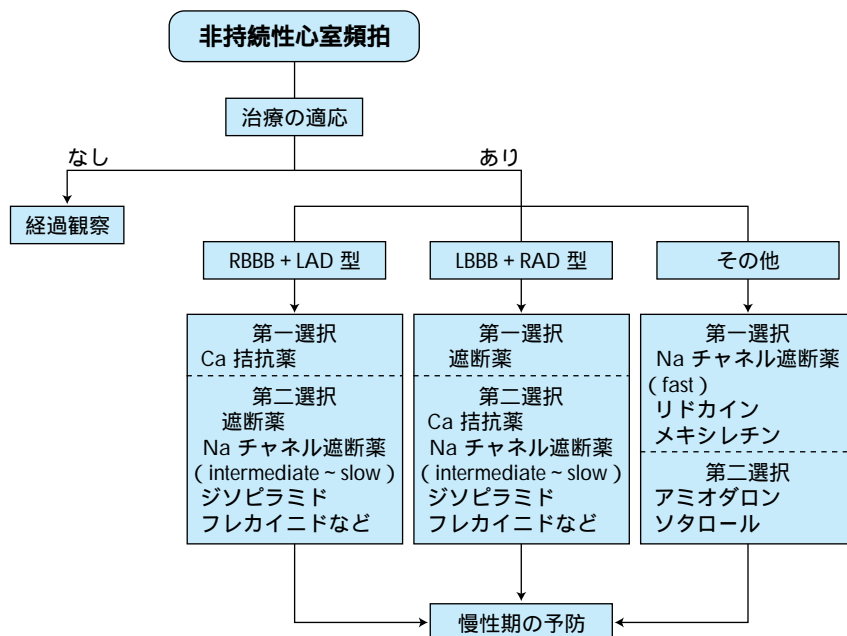 非持続性心室頻拍
治療の適応
なし
あり
経過観察
RBBB + LAD 型
LBBB + RAD 型
その他
第一選択
Ca 拮抗薬
第二選択
遮断薬
Na チャネル遮断薬
( intermediate ~ slow )
ジソピラミド
フレカイニドなど
第一選択
遮断薬
第二選択
Ca 拮抗薬
Na チャネル遮断薬
( intermediate ~ slow )
ジソピラミド
フレカイニドなど
第一選択
Na チャネル遮断薬
( fast )
リドカイン
メキシレチン
第二選択
アミオダロン
ソタロール
慢性期の予防